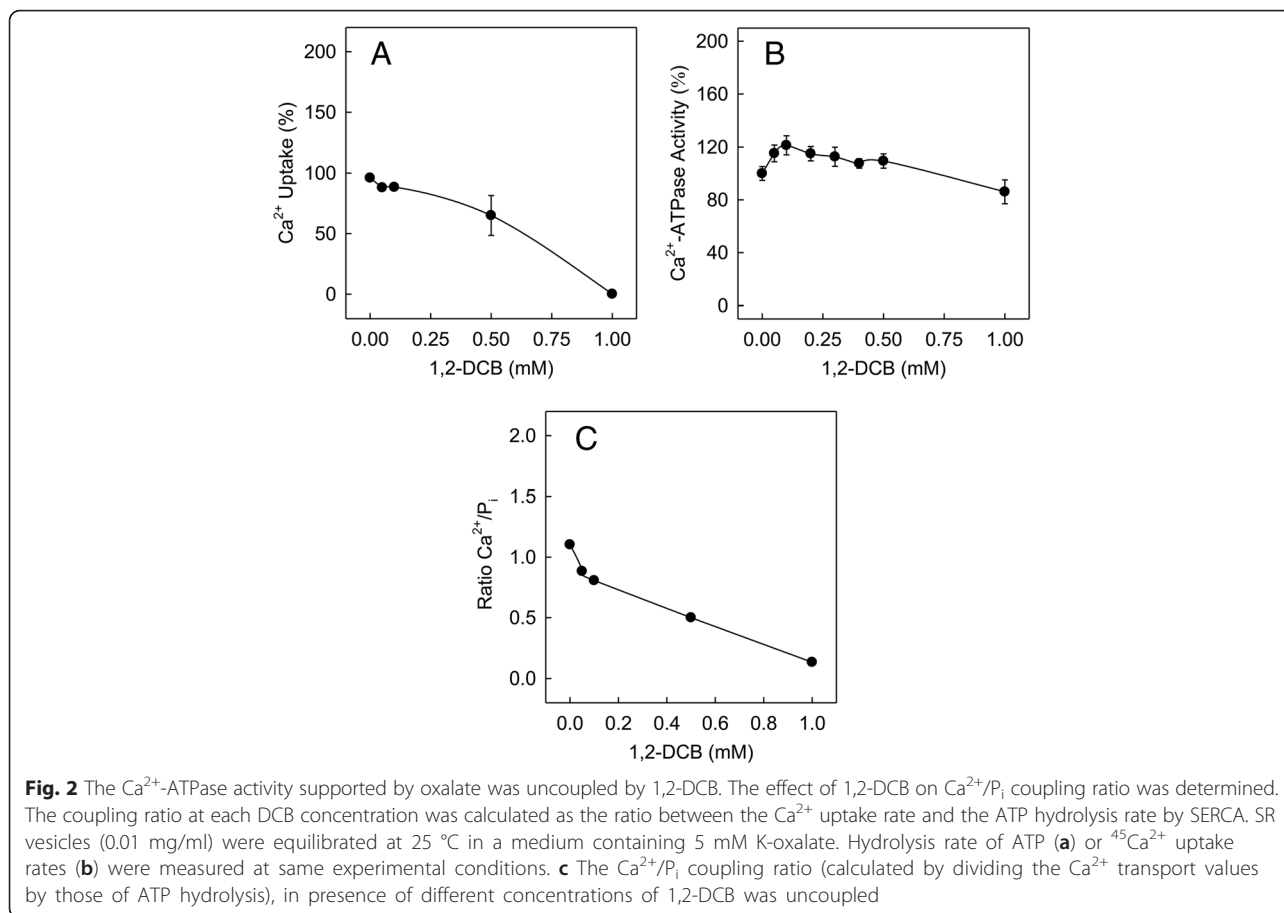 A
200
150
100
50
0
Ca²⁺ Uptake (%)
0.00 0.25 0.50 0.75 1.00
1,2-DCB (mM)
B
200
160
120
80
40
0
Ca²⁺-ATPase Activity (%)
0.00 0.25 0.50 0.75 1.00
1,2-DCB (mM)
C
2.0
1.5
1.0
0.5
0.0
Ratio Ca²⁺/Pᵢ
0.0 0.2 0.4 0.6 0.8 1.0
1,2-DCB (mM)
Fig. 2 The Ca²⁺-ATPase activity supported by oxalate was uncoupled by 1,2-DCB. The effect of 1,2-DCB on Ca²⁺/Pᵢ coupling ratio was determined.
The coupling ratio at each DCB concentration was calculated as the ratio between the Ca²⁺ uptake rate and the ATP hydrolysis rate by SERCA. SR
vesicles (0.01 mg/ml) were equilibrated at 25 °C in a medium containing 5 mM K-oxalate. Hydrolysis rate of ATP (a) or ⁴⁵Ca²⁺ uptake
rates (b) were measured at same experimental conditions. c The Ca²⁺/Pᵢ coupling ratio (calculated by dividing the Ca²⁺ transport values
by those of ATP hydrolysis), in presence of different concentrations of 1,2-DCB was uncoupled